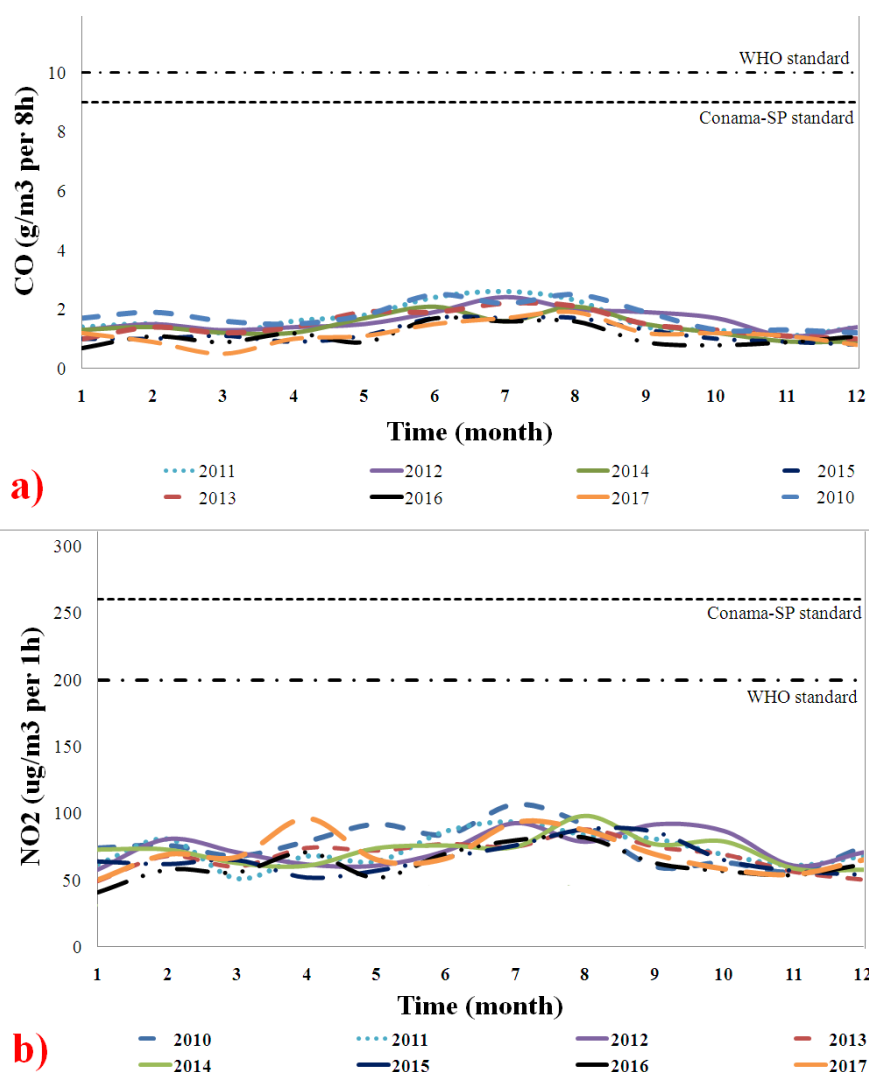 CO (g/m3 per 8h)
10
8
6
4
2
0
WHO standard
Conama-SP standard
1 2 3 4 5 6 7 8 9 10 11 12
Time (month)
a)
2011 2012 2014 2015
2013 2016 2017 2010
NO2 (ug/m3 per 1h)
300
250
200
150
100
50
0
Conama-SP standard
WHO standard
1 2 3 4 5 6 7 8 9 10 11 12
Time (month)
b)
2010 2011 2012 2013
2014 2015 2016 2017